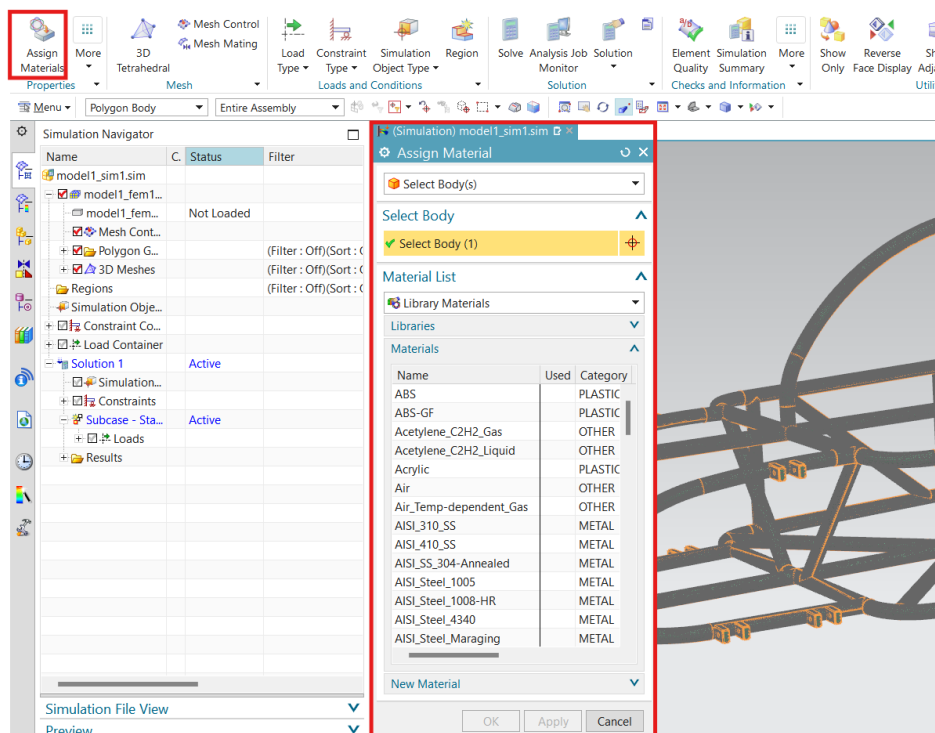 Assign Materials
More
3D Tetrahedral
Mesh Control
Mesh Mating
Load Type
Constraint Type
Simulation Object Type
Region
Solve
Analysis Job Monitor
Solution
Element Quality
Simulation Summary
More
Show Only
Reverse Face Display
Properties
Mesh
Loads and Conditions
Solution
Checks and Information
Menu
Polygon Body
Entire Assembly
Simulation Navigator
Name C. Status Filter
model1_sim1.sim
model1_fem1...
model1_fem... Not Loaded
Mesh Cont...
Polygon G... (Filter : Off)(Sort :
3D Meshes (Filter : Off)(Sort :
Regions (Filter : Off)(Sort :
Simulation Obje...
Constraint Co...
Load Container
Solution 1 Active
Simulation...
Constraints
Subcase - Sta... Active
Loads
Results
Simulation File View
Preview
(Simulation) model1_sim1.sim
Assign Material
Select Body(s)
Select Body
Select Body (1)
Material List
Library Materials
Libraries
Materials
Name Used Category
ABS PLASTIC
ABS-GF PLASTIC
Acetylene_C2H2_Gas OTHER
Acetylene_C2H2_Liquid OTHER
Acrylic PLASTIC
Air OTHER
Air_Temp-dependent_Gas OTHER
AISI_310_SS METAL
AISI_410_SS METAL
AISI_SS_304-Annealed METAL
AISI_Steel_1005 METAL
AISI_Steel_1008-HR METAL
AISI_Steel_4340 METAL
AISI_Steel_Maraging METAL
New Material
OK Apply Cancel